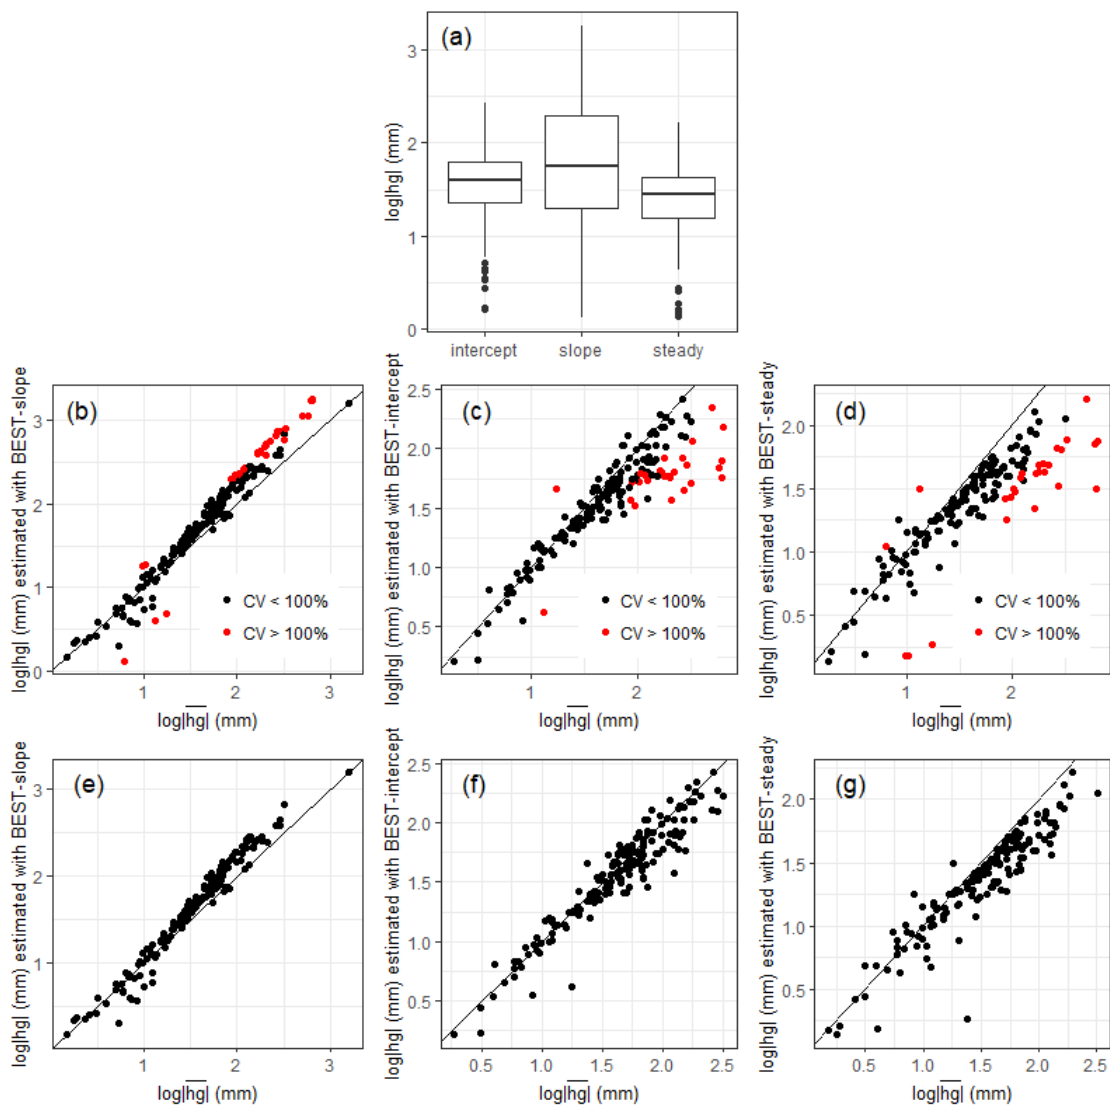 (a)
log|hg| (mm)
3
2
1
0
intercept slope steady
(b)
log|hg| (mm) estimated with BEST-slope
3
2
1
0
CV < 100%
CV > 100%
1 2 3
log|hg| (mm)
(c)
log|hg| (mm) estimated with BEST-intercept
2.5
2.0
1.5
1.0
0.5
CV < 100%
CV > 100%
1 2
log|hg| (mm)
(d)
log|hg| (mm) estimated with BEST-steady
2.0
1.5
1.0
0.5
CV < 100%
CV > 100%
1 2
log|hg| (mm)
(e)
log|hg| (mm) estimated with BEST-slope
3
2
1
0
1 2 3
log|hg| (mm)
(f)
log|hg| (mm) estimated with BEST-intercept
2.5
2.0
1.5
1.0
0.5
0.5 1.0 1.5 2.0 2.5
log|hg| (mm)
(g)
log|hg| (mm) estimated with BEST-steady
2.0
1.5
1.0
0.5
0.5 1.0 1.5 2.0 2.5
log|hg| (mm)